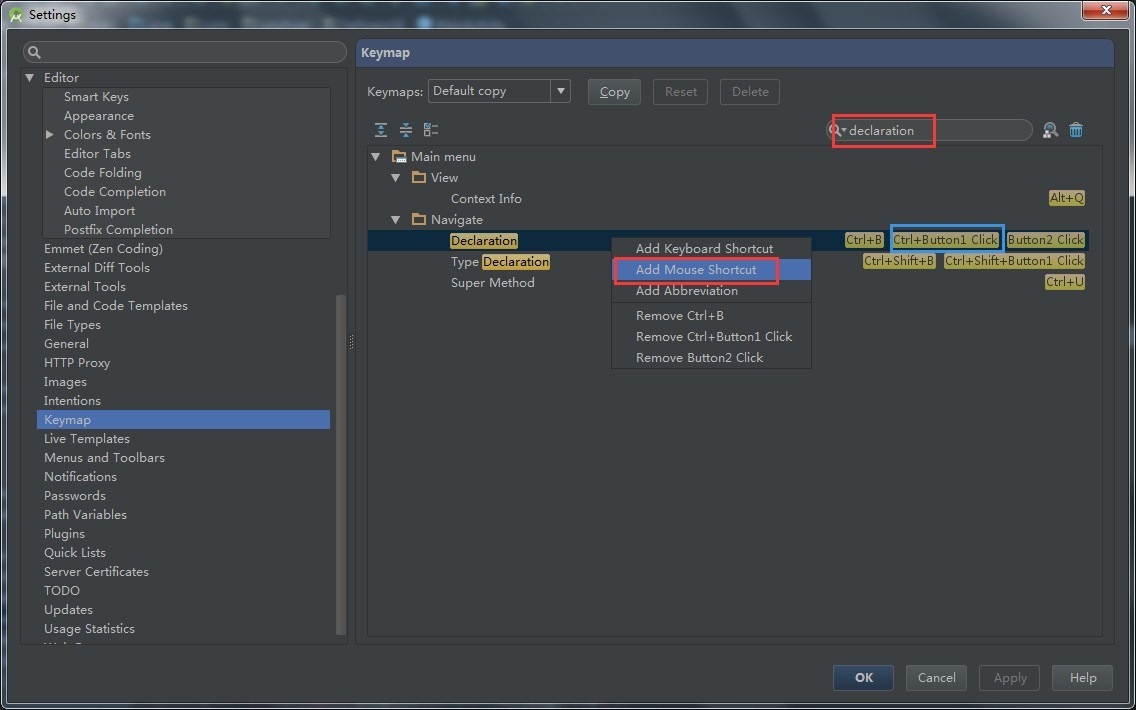 Settings
Editor
Smart Keys
Appearance
Colors & Fonts
Editor Tabs
Code Folding
Code Completion
Auto Import
Postfix Completion
Emmet (Zen Coding)
External Diff Tools
External Tools
File and Code Templates
File Types
General
HTTP Proxy
Images
Intentions
Keymap
Live Templates
Menus and Toolbars
Notifications
Passwords
Path Variables
Plugins
Quick Lists
Server Certificates
TODO
Updates
Usage Statistics
Keymap
Keymaps: Default copy Copy Reset Delete
declaration
Main menu
View
Context Info Alt+Q
Navigate
Declaration Ctrl+B Ctrl+Button1 Click Button2 Click
Type Declaration Ctrl+Shift+B Ctrl+Shift+Button1 Click
Super Method Ctrl+U
Add Keyboard Shortcut
Add Mouse Shortcut
Add Abbreviation
Remove Ctrl+B
Remove Ctrl+Button1 Click
Remove Button2 Click
OK Cancel Apply Help